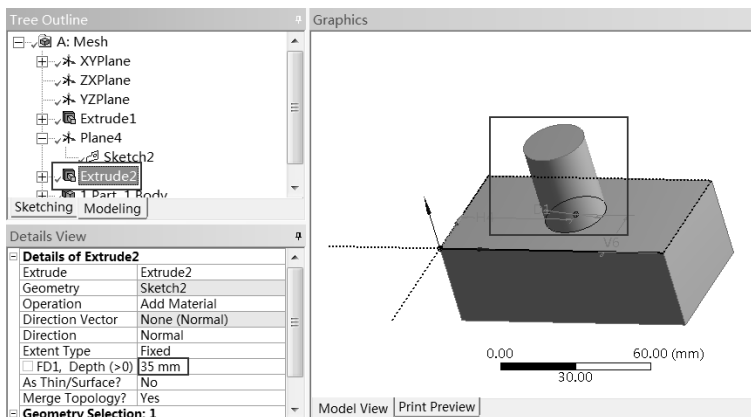 Tree Outline
A: Mesh
XYPlane
ZXPlane
YZPlane
Extrude1
Plane4
Sketch2
Extrude2
1 Part, 1 Body
Sketching Modeling
Details View
Details of Extrude2
Extrude Extrude2
Geometry Sketch2
Operation Add Material
Direction Vector None (Normal)
Direction Normal
Extent Type Fixed
FD1, Depth (>0) 35 mm
As Thin/Surface? No
Merge Topology? Yes
Geometry Selection: 1
Graphics
V6
0.00 60.00 (mm)
30.00
Model View Print Preview